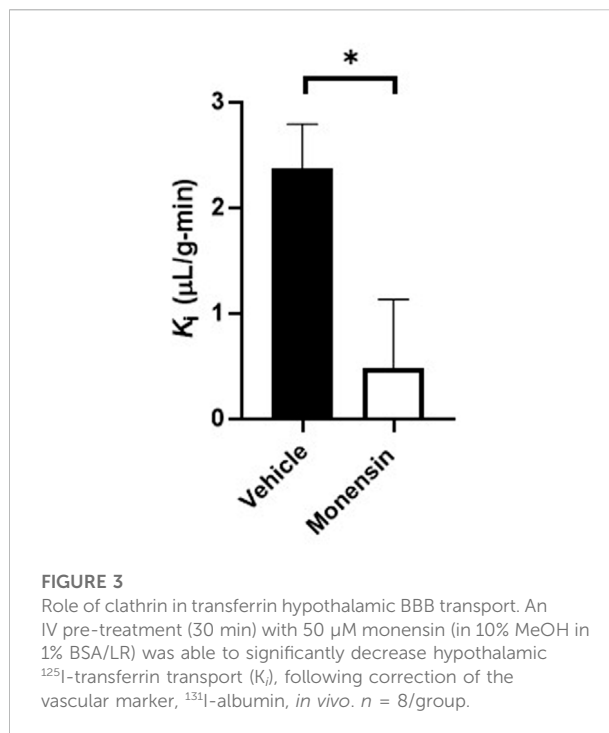 *
3
2
1
0
Kᵢ (µL/g-min)
Vehicle
Monensin
FIGURE 3
Role of clathrin in transferrin hypothalamic BBB transport. An
IV pre-treatment (30 min) with 50 µM monensin (in 10% MeOH in
1% BSA/LR) was able to significantly decrease hypothalamic
¹²⁵I-transferrin transport (Kᵢ), following correction of the
vascular marker, ¹³¹I-albumin, in vivo. n = 8/group.